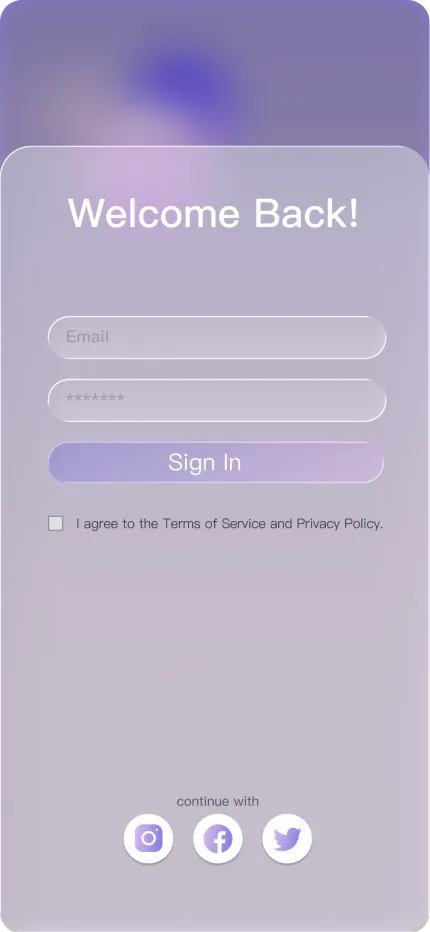 Welcome Back!
Email
*******
Sign In
I agree to the Terms of Service and Privacy Policy.
continue with